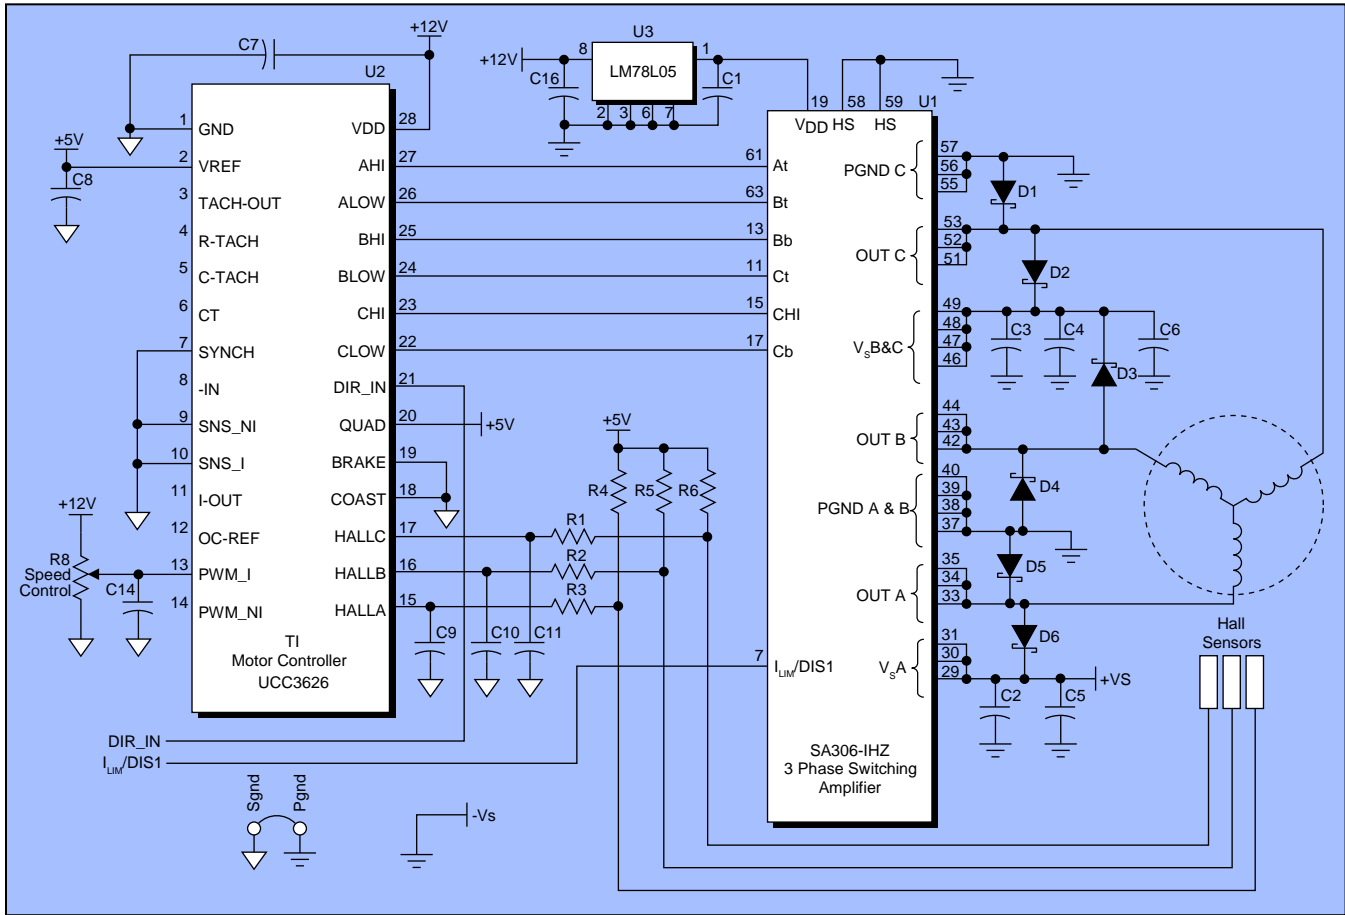 +12V
C7
U2
1 GND
VDD 28
+5V
2 VREF
AHI 27
C8
3 TACH-OUT
ALOW 26
4 R-TACH
BHI 25
5 C-TACH
BLOW 24
6 CT
CHI 23
7 SYNCH
CLOW 22
8 -IN
DIR_IN 21
9 SNS_NI
QUAD 20
+5V
10 SNS_I
BRAKE 19
11 I-OUT
COAST 18
12 OC-REF
HALLC 17
13 PWM_I
HALLB 16
14 PWM_NI
HALLA 15
+12V
R8
Speed
Control
C14
TI
Motor Controller
UCC3626
C9
C10
C11
R1
R2
R3
+5V
R4
R5
R6
DIR_IN
ILIM/DIS1
Sgnd
Pgnd
-Vs
U3
+12V
8
LM78L05
1
C16
C1
2 3 6 7
U1
19 58 59
VDD HS HS
61 At
63 Bt
13 Bb
11 Ct
15 CHI
17 Cb
7 ILIM/DIS1
PGND C
57
56
55
OUT C
53
52
51
VSB&C
49
48
47
46
OUT B
44
43
42
PGND A & B
40
39
38
37
OUT A
35
34
33
VSA
31
30
29
SA306-IHZ
3 Phase Switching
Amplifier
D1
D2
C3
C4
C6
D3
D4
D5
D6
+VS
C2
C5
Hall
Sensors